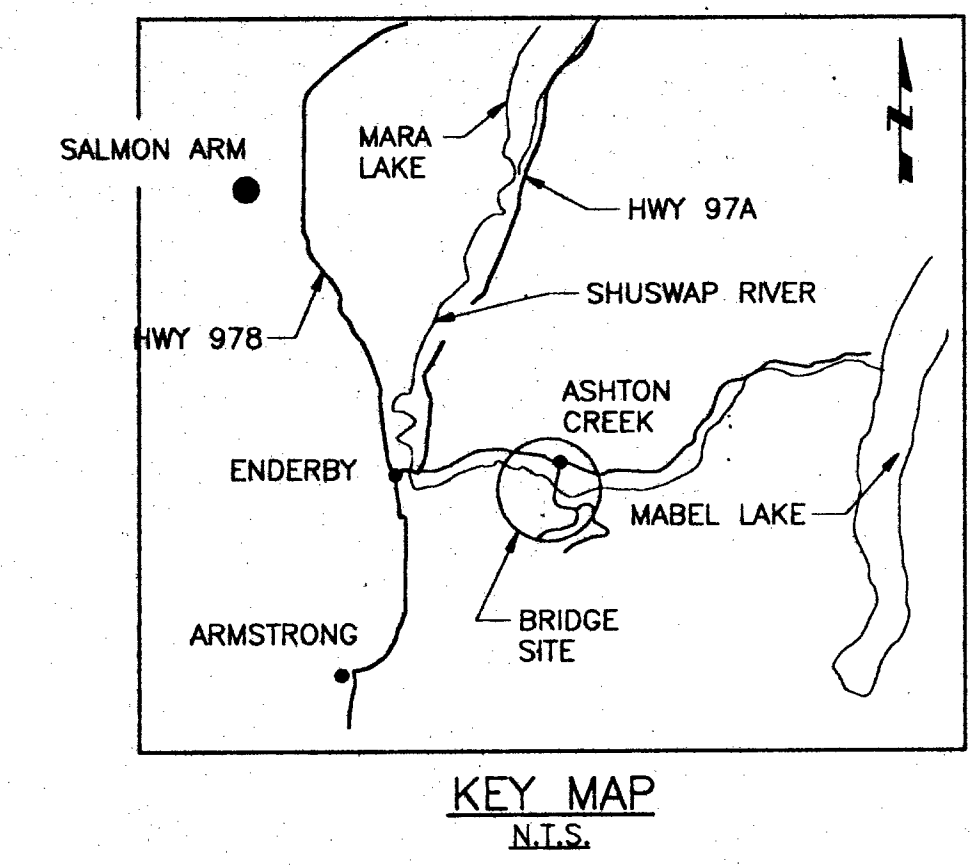 SALMON ARM
MARA
LAKE
N
HWY 97A
SHUSWAP RIVER
HWY 978
ASHTON
CREEK
ENDERBY
MABEL LAKE
BRIDGE
SITE
ARMSTRONG
KEY MAP
N.T.S.